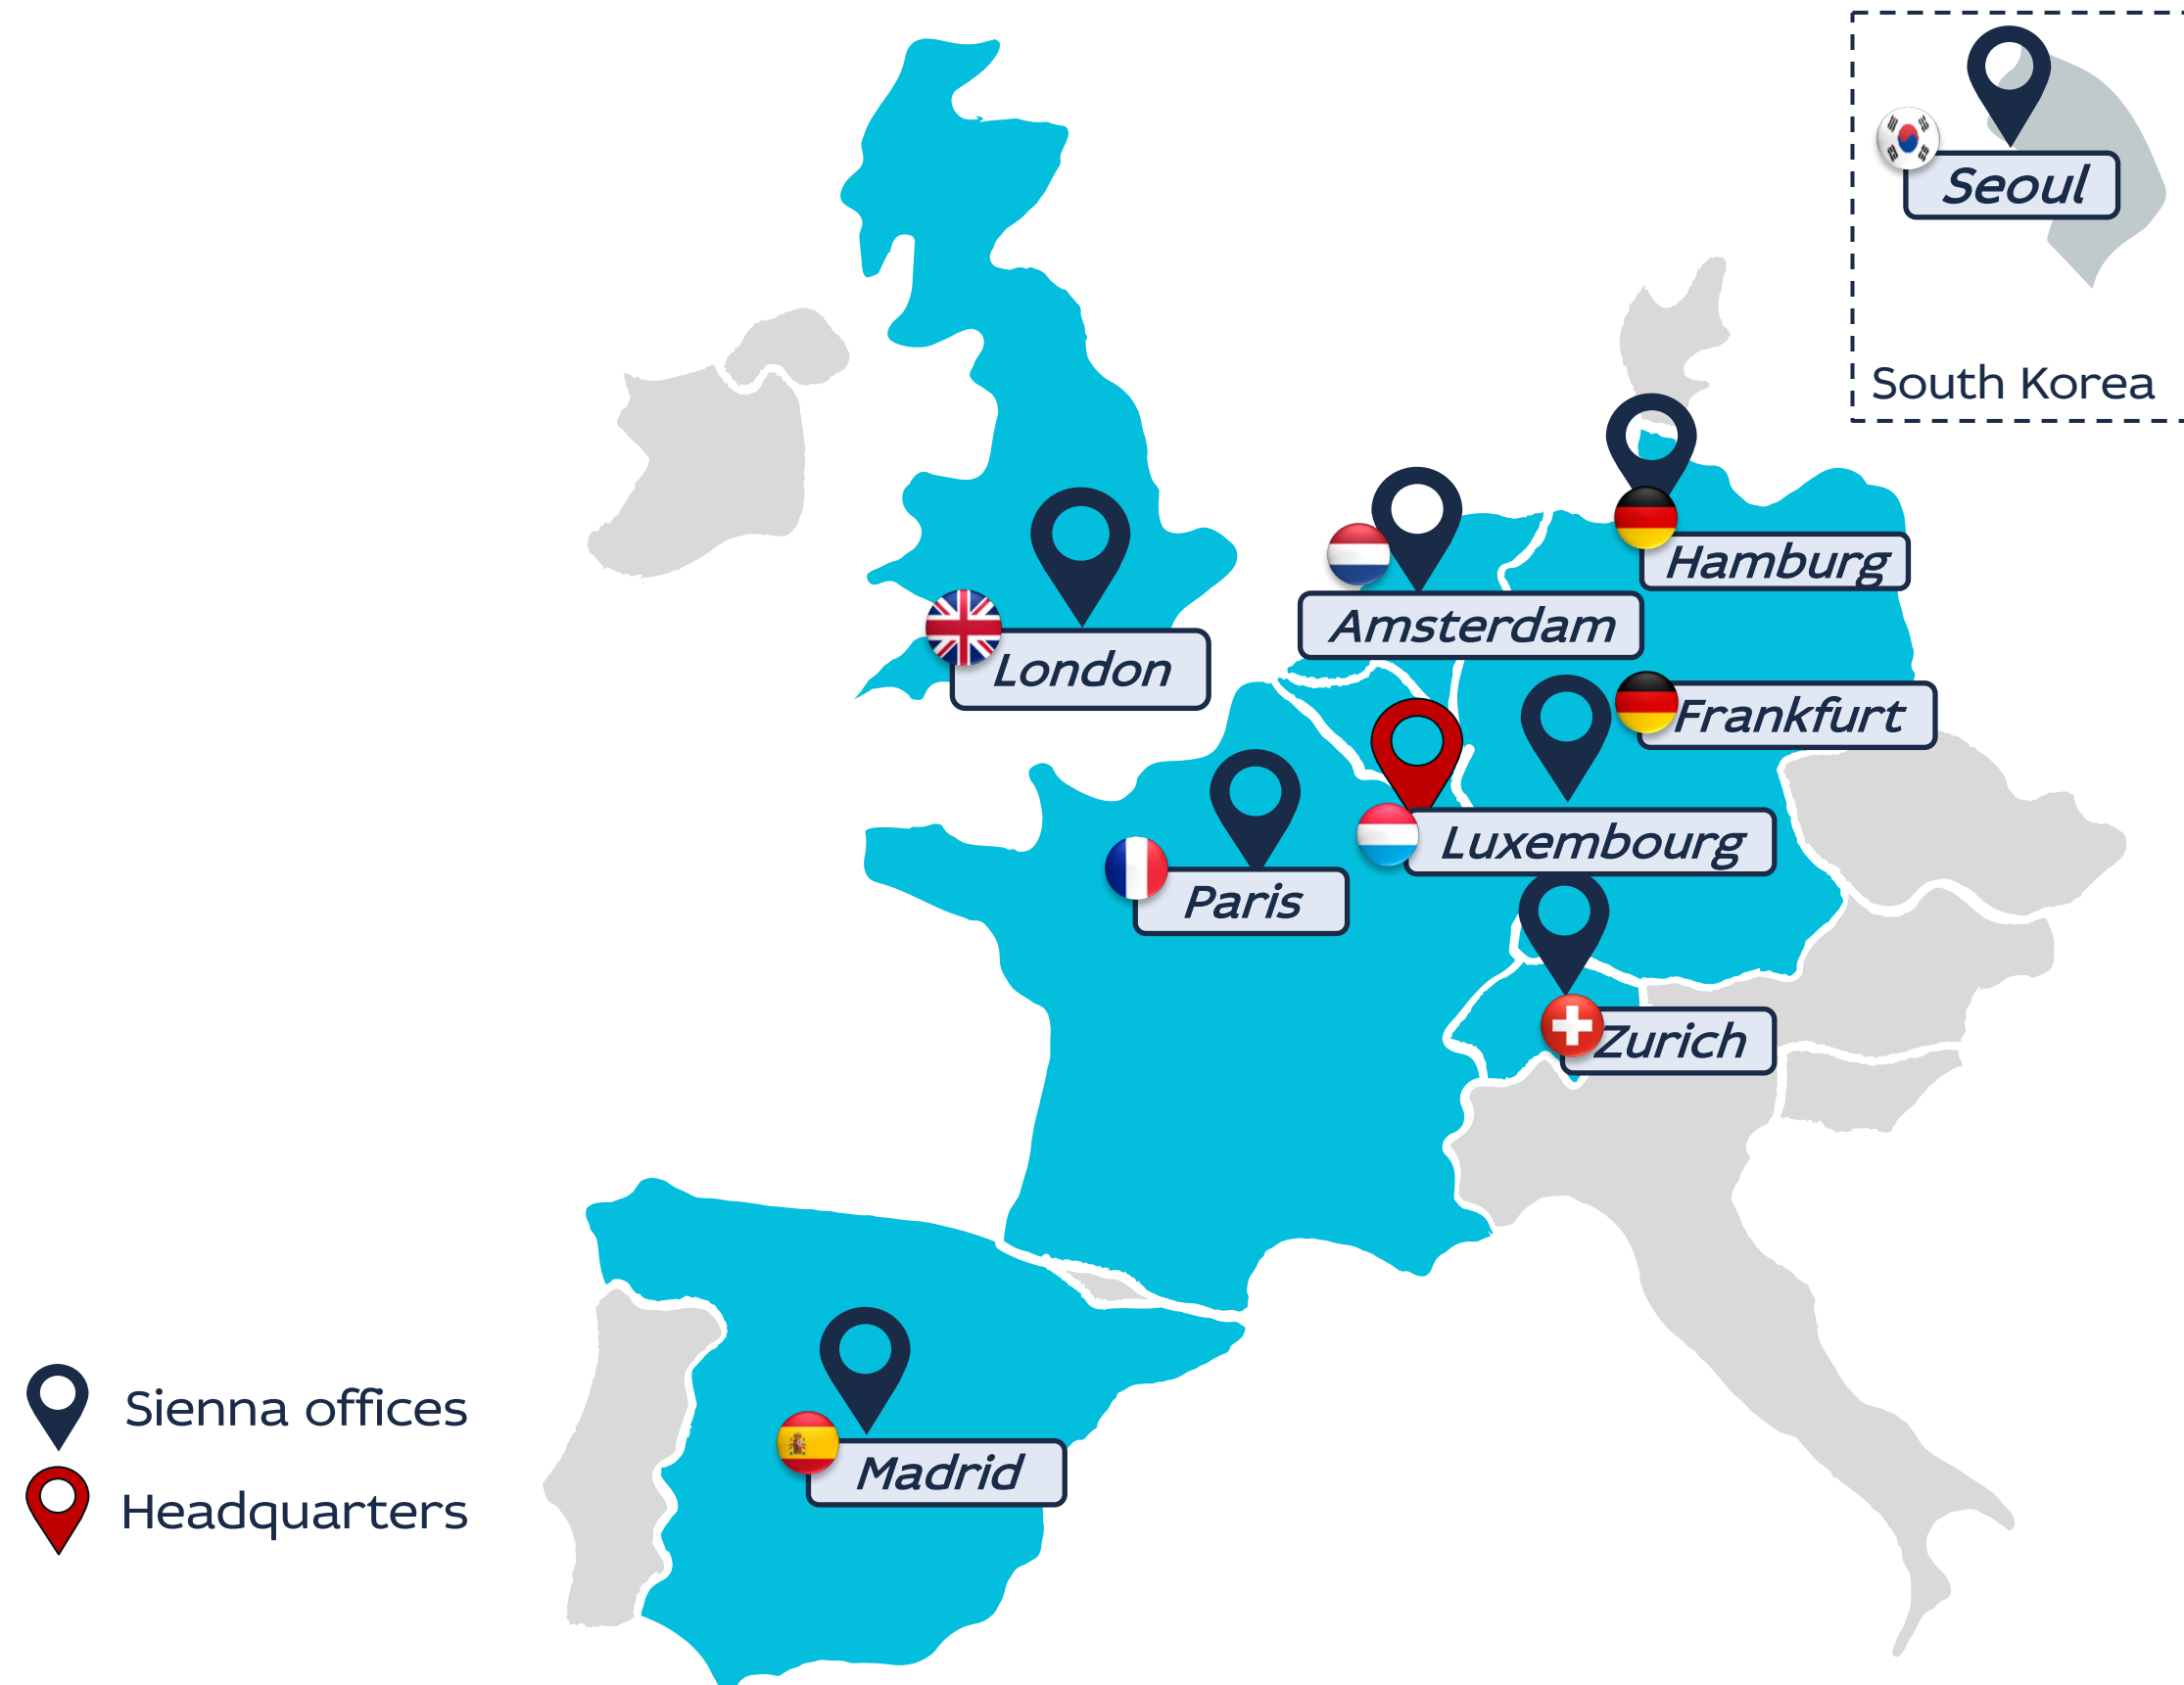 Seoul
South Korea
Hamburg
Amsterdam
London
Frankfurt
Luxembourg
Paris
Zurich
Madrid
Sienna offices
Headquarters